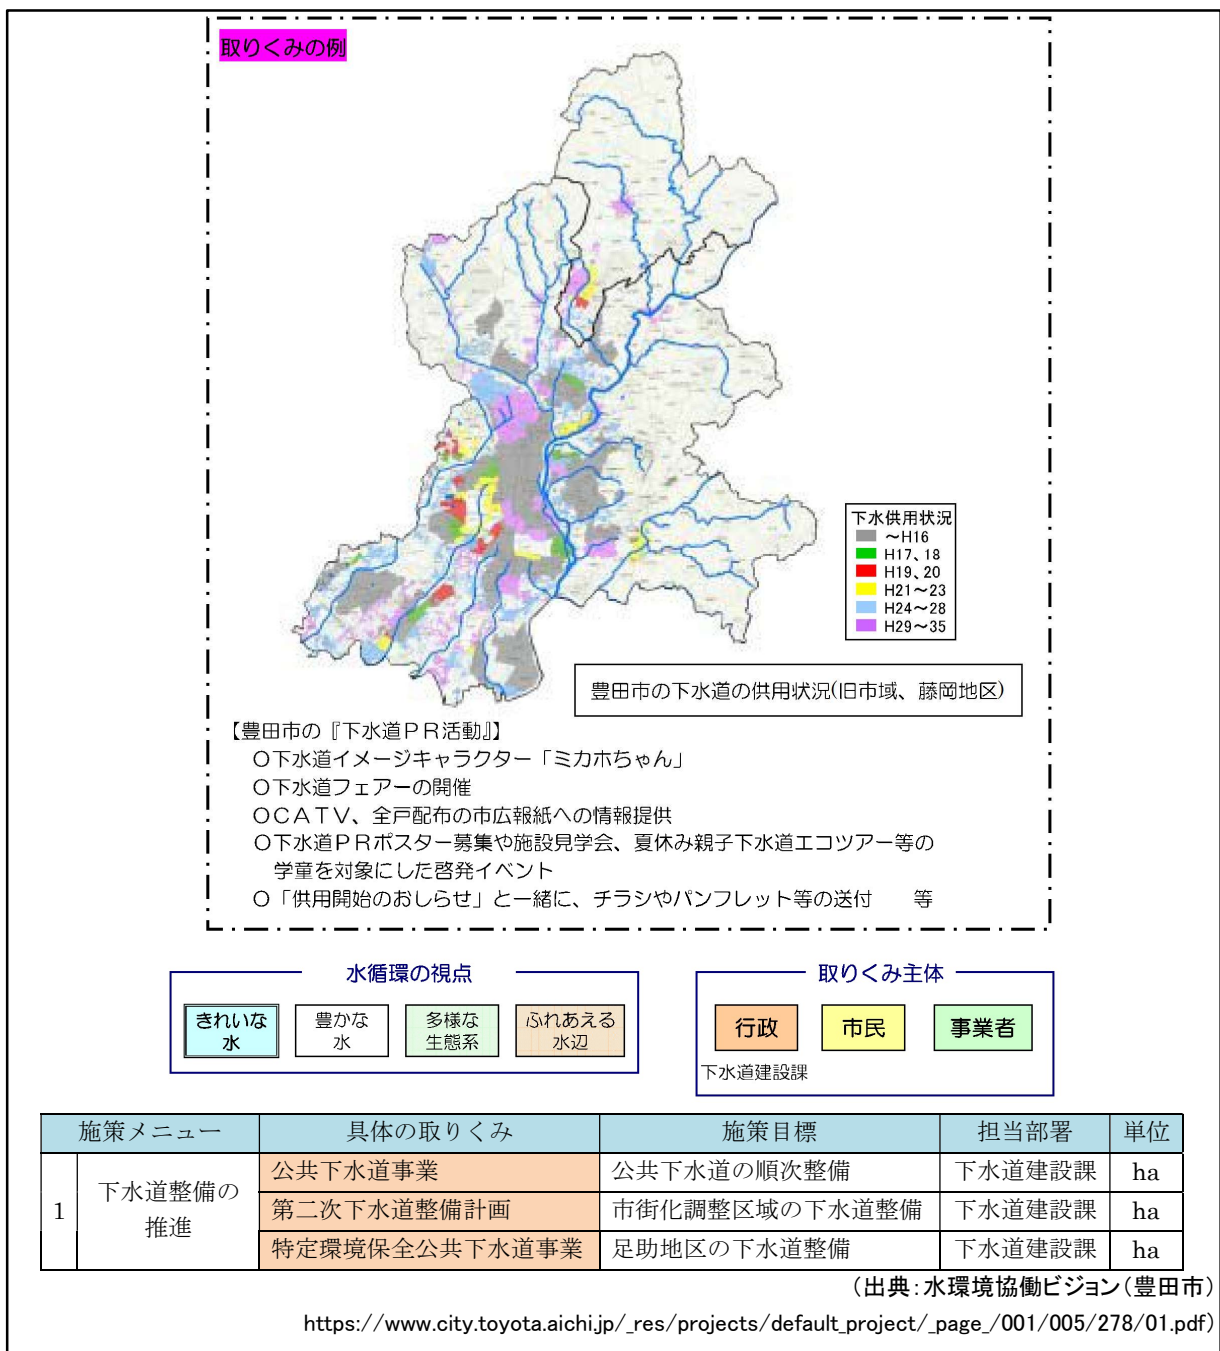 取りくみの例
下水供用状況
～H16
H17、18
H19、20
H21～23
H24～28
H29～35
豊田市の下水道の供用状況(旧市域、藤岡地区)
【豊田市の『下水道ＰＲ活動』】
○下水道イメージキャラクター「ミカホちゃん」
○下水道フェアーの開催
○ＣＡＴＶ、全戸配布の市広報紙への情報提供
○下水道ＰＲポスター募集や施設見学会、夏休み親子下水道エコツアー等の
学童を対象にした啓発イベント
○「供用開始のおしらせ」と一緒に、チラシやパンフレット等の送付　等
水循環の視点
きれいな
水
豊かな
水
多様な
生態系
ふれあえる
水辺
取りくみ主体
行政
市民
事業者
下水道建設課
施策メニュー 具体の取りくみ 施策目標 担当部署 単位
1 下水道整備の
推進
公共下水道事業 公共下水道の順次整備 下水道建設課 ha
第二次下水道整備計画 市街化調整区域の下水道整備 下水道建設課 ha
特定環境保全公共下水道事業 足助地区の下水道整備 下水道建設課 ha
（出典：水環境協働ビジョン（豊田市）
https://www.city.toyota.aichi.jp/_res/projects/default_project/_page_/001/005/278/01.pdf）